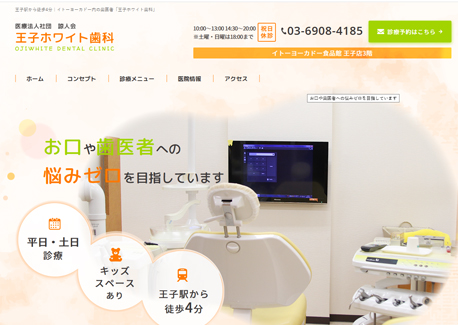 王子駅から徒歩4分｜イトーヨーカドー内の歯医者「王子ホワイト歯科」
医療法人社団　諒人会
王子ホワイト歯科
OJIWHITE DENTAL CLINIC
10:00～13:00 14:30～20:00
※土曜・日曜は18:00まで
祝日
休診
03-6908-4185
診療予約はこちら
イトーヨーカドー食品館 王子店3階
ホーム
コンセプト
診療メニュー
医院情報
アクセス
お口や歯医者への悩みゼロを目指しています
お口や歯医者への
悩みゼロを目指しています
平日・土日
診療
キッズ
スペース
あり
王子駅から
徒歩4分